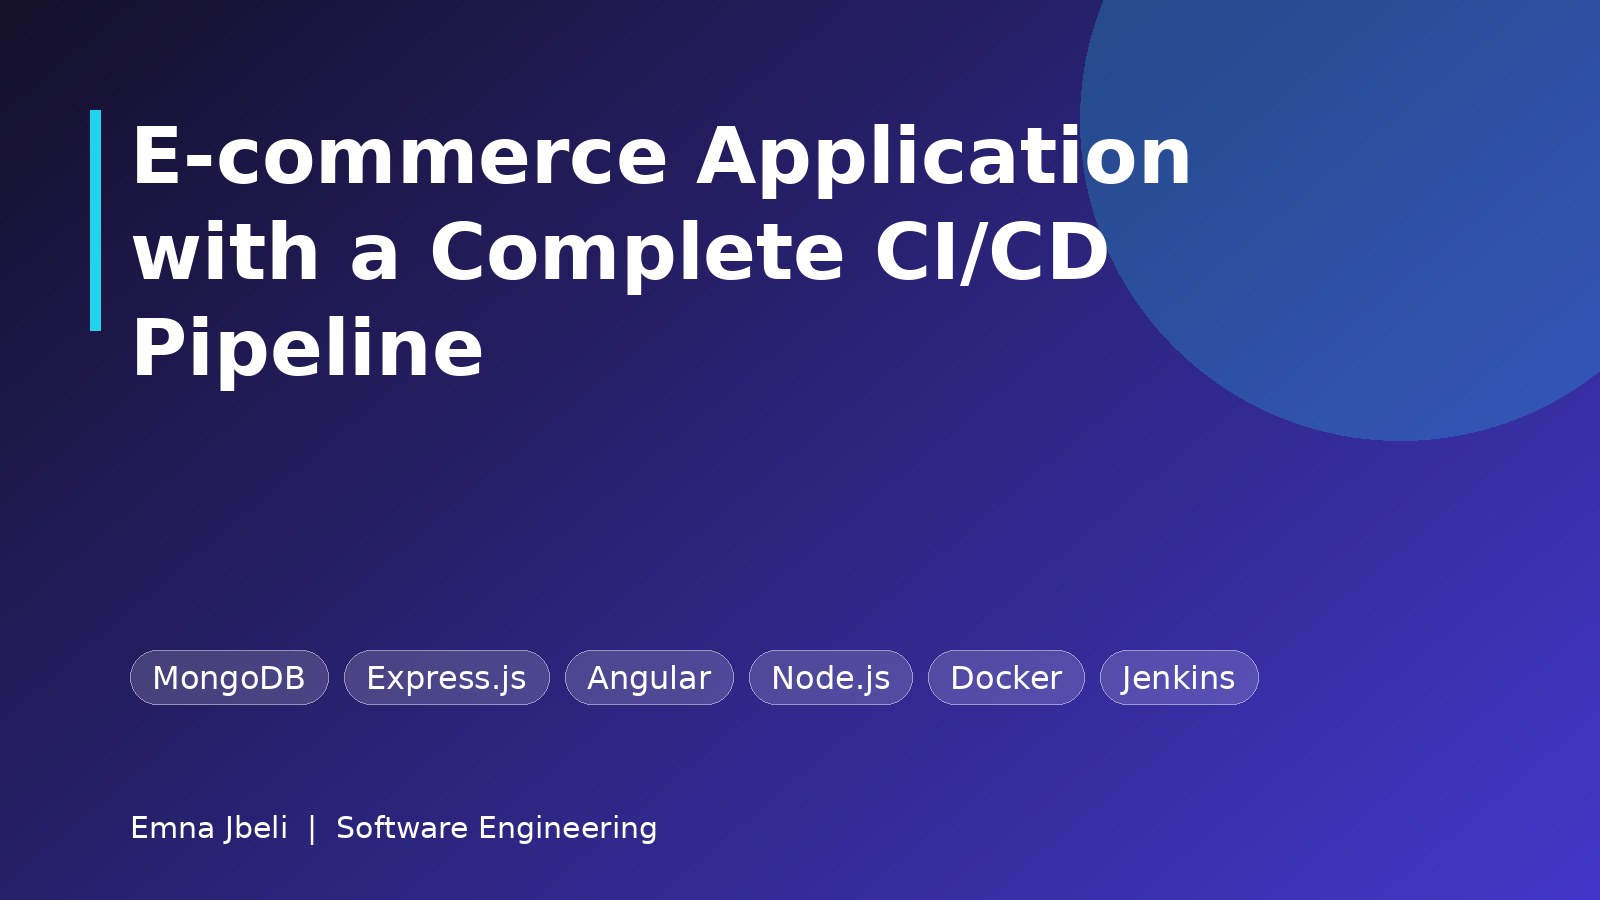 E-commerce Application
with a Complete CI/CD
Pipeline
MongoDB Express.js Angular Node.js Docker Jenkins
Emna Jbeli | Software Engineering